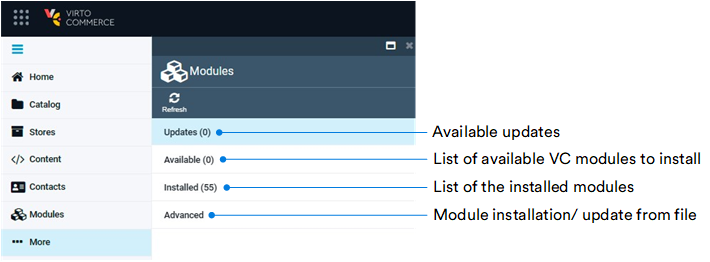 VIRTO
COMMERCE
Home
Catalog
Stores
Content
Contacts
Modules
More
Modules
Refresh
Updates (0)
Available (0)
Installed (55)
Advanced
Available updates
List of available VC modules to install
List of the installed modules
Module installation/ update from file